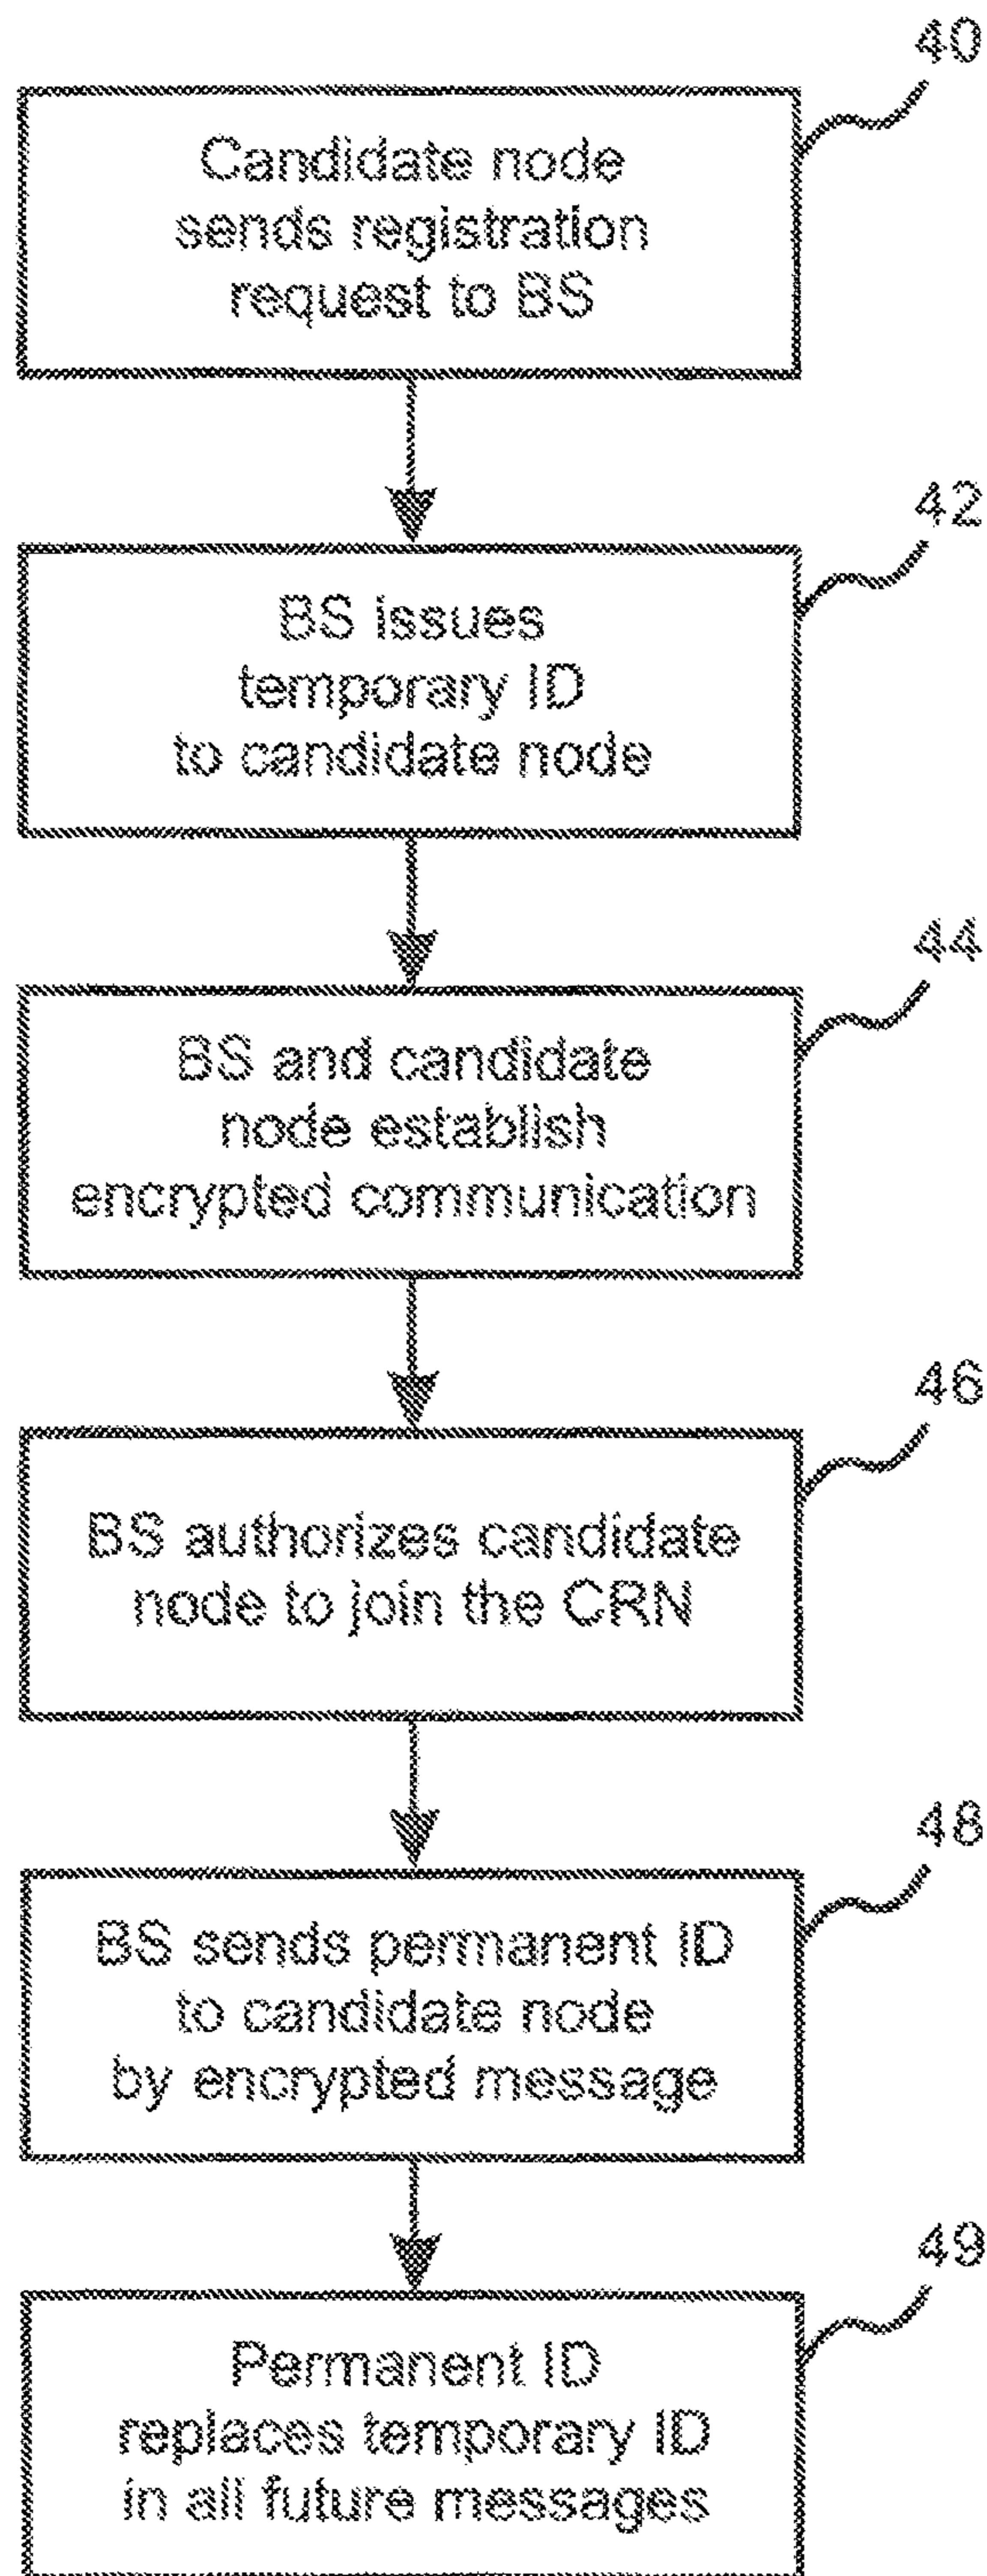 40
Candidate node
sends registration
request to BS
42
BS issues
temporary ID
to candidate node
44
BS and candidate
node establish
encrypted communication
46
BS authorizes candidate
node to join the CRN
48
BS sends permanent ID
to candidate node
by encrypted message
49
Permanent ID
replaces temporary ID
in all future messages